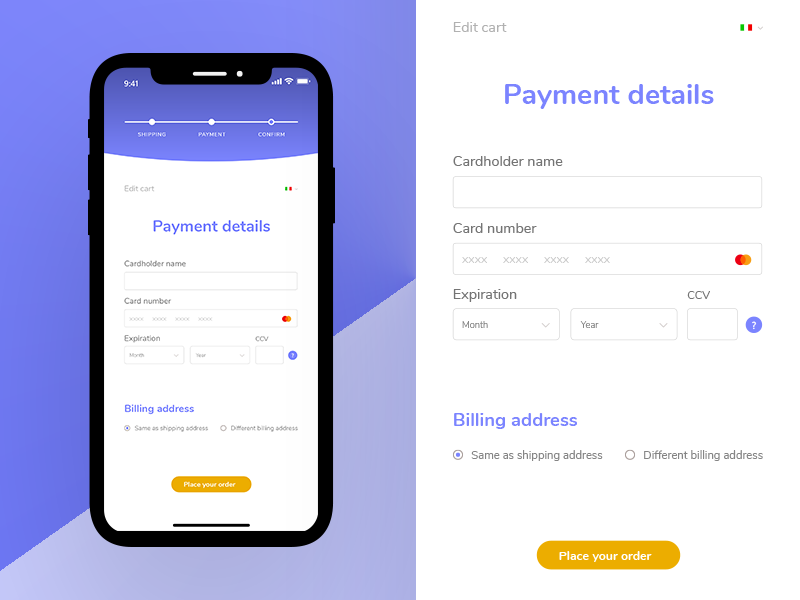 9:41
SHIPPING PAYMENT CONFIRM
Edit cart
Payment details
Cardholder name
Card number
XXXX XXXX XXXX XXXX
Expiration CCV
Month Year ?
Billing address
Same as shipping address Different billing address
Place your order
Edit cart
Payment details
Cardholder name
Card number
XXXX XXXX XXXX XXXX
Expiration CCV
Month Year ?
Billing address
Same as shipping address Different billing address
Place your order